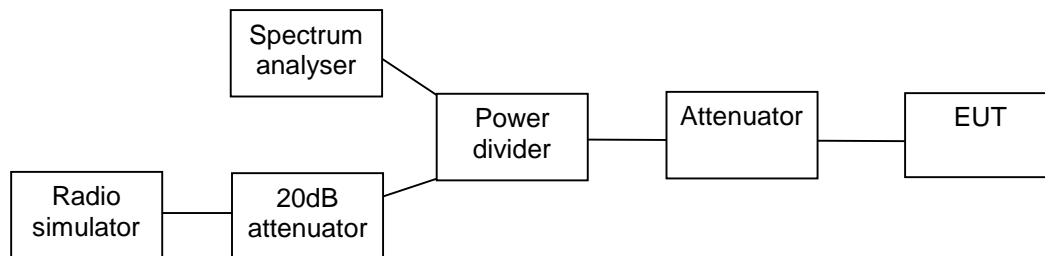 Spectrum
analyser
Power
divider
Attenuator
EUT
Radio
simulator
20dB
attenuator